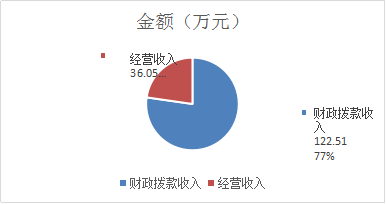 金额（万元）
经营收入
36.05...
财政拨款收
入
122.51
77%
财政拨款收入 经营收入